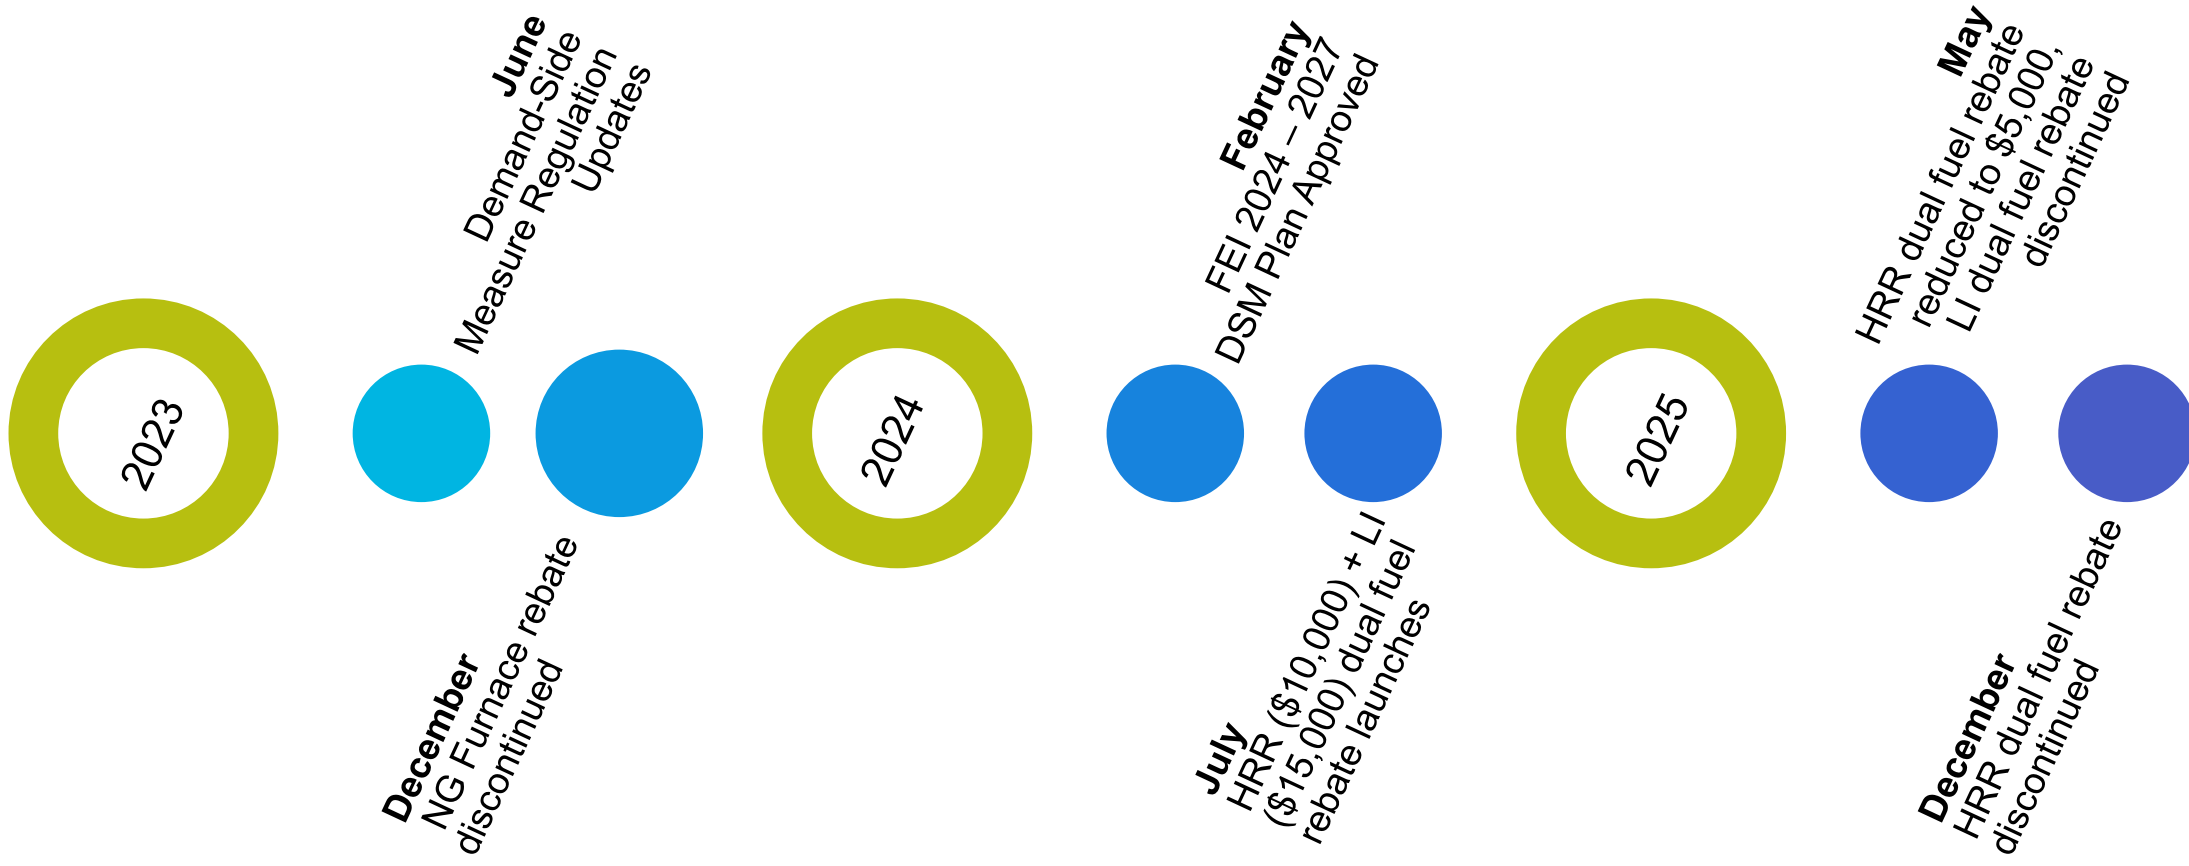 2023
June
Demand-Side
Measure Regulation
Updates
December
NG Furnace rebate
discontinued
2024
February
FEI 2024 – 2027
DSM Plan Approved
July
HRR ($10,000) + LI
($15,000) dual fuel
rebate launches
2025
May
HRR dual fuel rebate
reduced to $5,000,
LI dual fuel rebate
discontinued
December
HRR dual fuel rebate
discontinued